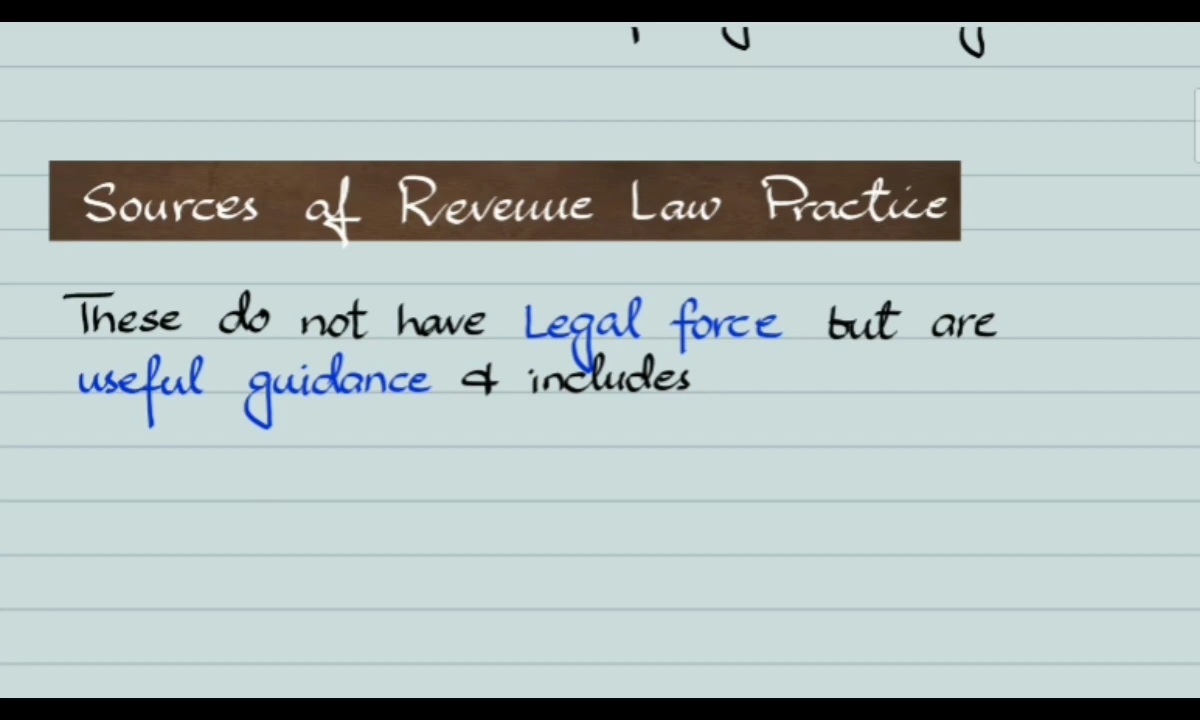 Sources of Revenue Law Practice
These do not have Legal force but are
useful guidance & includes